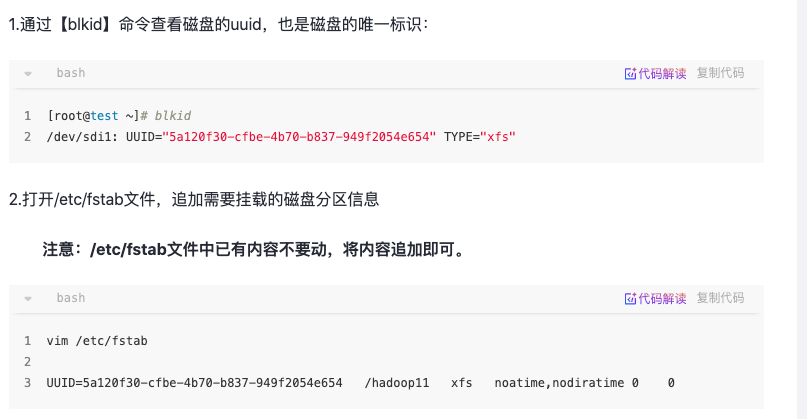 1.通过【blkid】命令查看磁盘的uuid，也是磁盘的唯一标识：
bash 代码解读 复制代码
1 [root@test ~]# blkid
2 /dev/sdi1: UUID="5a120f30-cfbe-4b70-b837-949f2054e654" TYPE="xfs"
2.打开/etc/fstab文件，追加需要挂载的磁盘分区信息
注意：/etc/fstab文件中已有内容不要动，将内容追加即可。
bash 代码解读 复制代码
1 vim /etc/fstab
2
3 UUID=5a120f30-cfbe-4b70-b837-949f2054e654 /hadoop11 xfs noatime,nodiratime 0 0